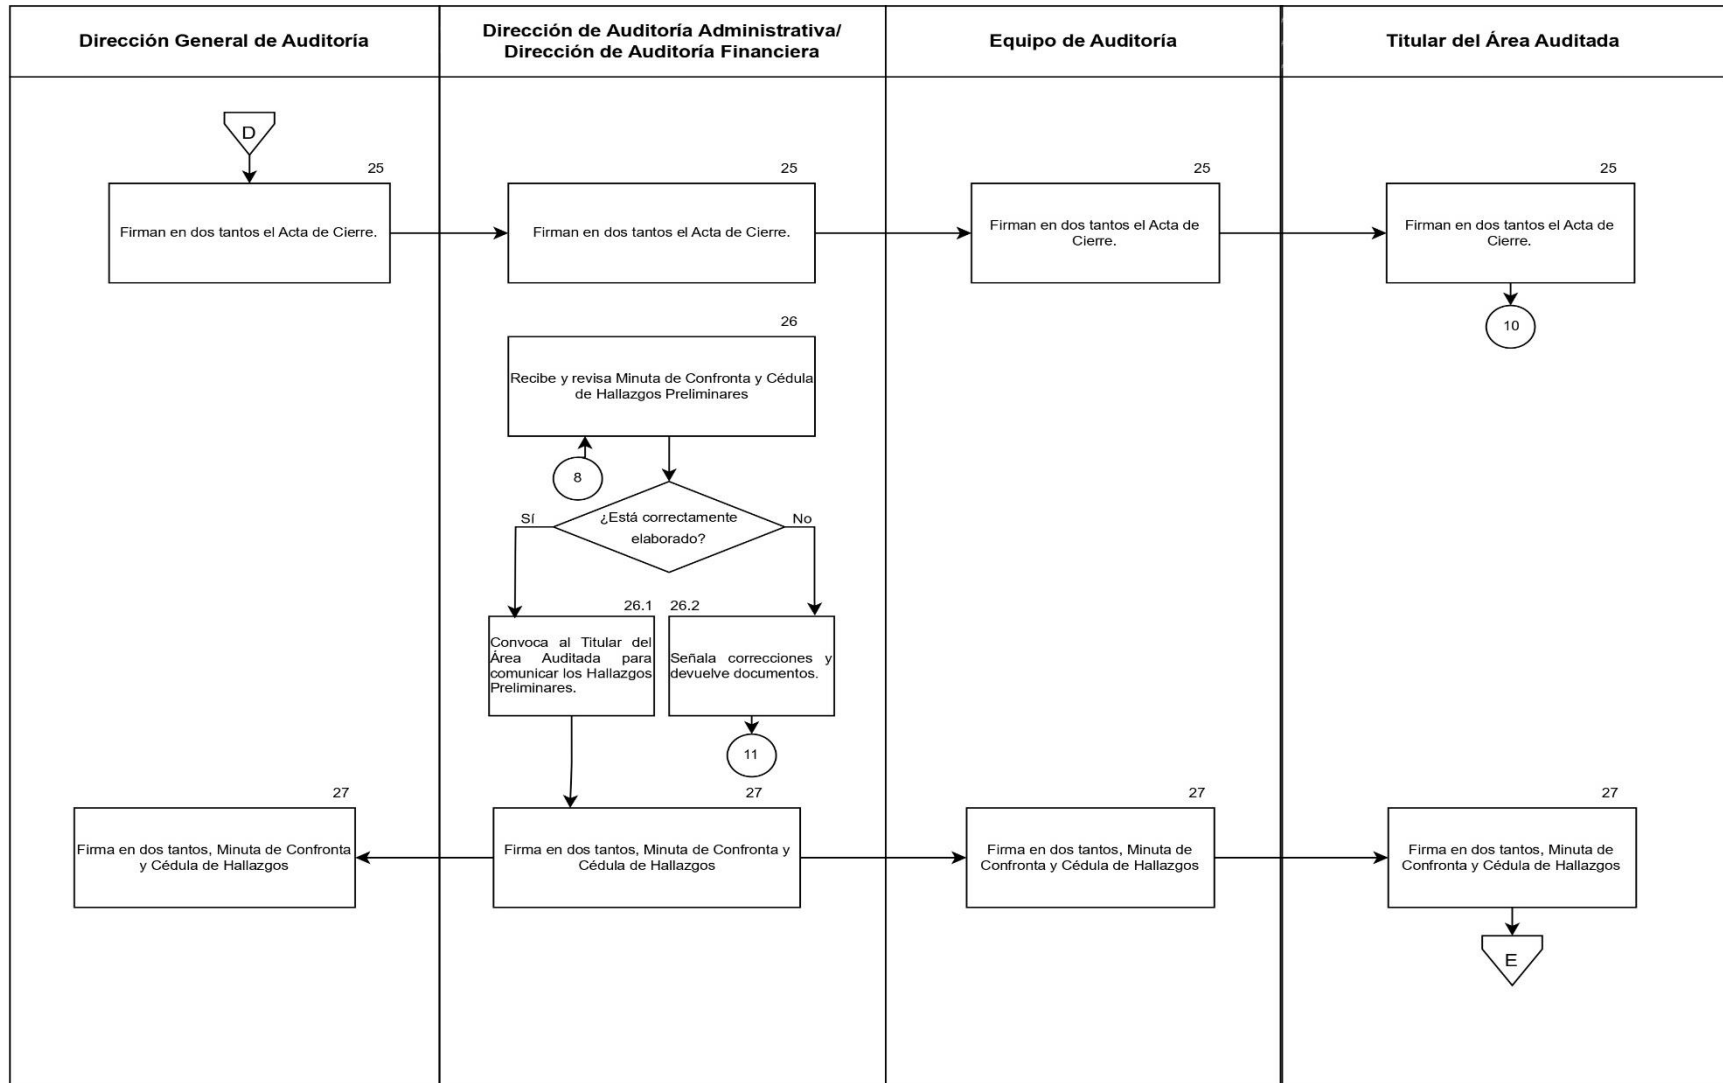 Dirección General de Auditoría
Dirección de Auditoría Administrativa/
Dirección de Auditoría Financiera
Equipo de Auditoría
Titular del Área Auditada
D
25
25
25
25
Firman en dos tantos el Acta de Cierre.
Firman en dos tantos el Acta de Cierre.
Firman en dos tantos el Acta de
Cierre.
Firman en dos tantos el Acta de
Cierre.
10
26
Recibe y revisa Minuta de Confronta y Cédula
de Hallazgos Preliminares
8
¿Está correctamente
elaborado?
Sí
No
26.1
26.2
Convoca al Titular del
Área Auditada para
comunicar los Hallazgos
Preliminares.
Señala correcciones y
devuelve documentos.
11
27
27
27
27
Firma en dos tantos, Minuta de Confronta
y Cédula de Hallazgos
Firma en dos tantos, Minuta de Confronta y
Cédula de Hallazgos
Firma en dos tantos, Minuta de
Confronta y Cédula de Hallazgos
Firma en dos tantos, Minuta de
Confronta y Cédula de Hallazgos
E